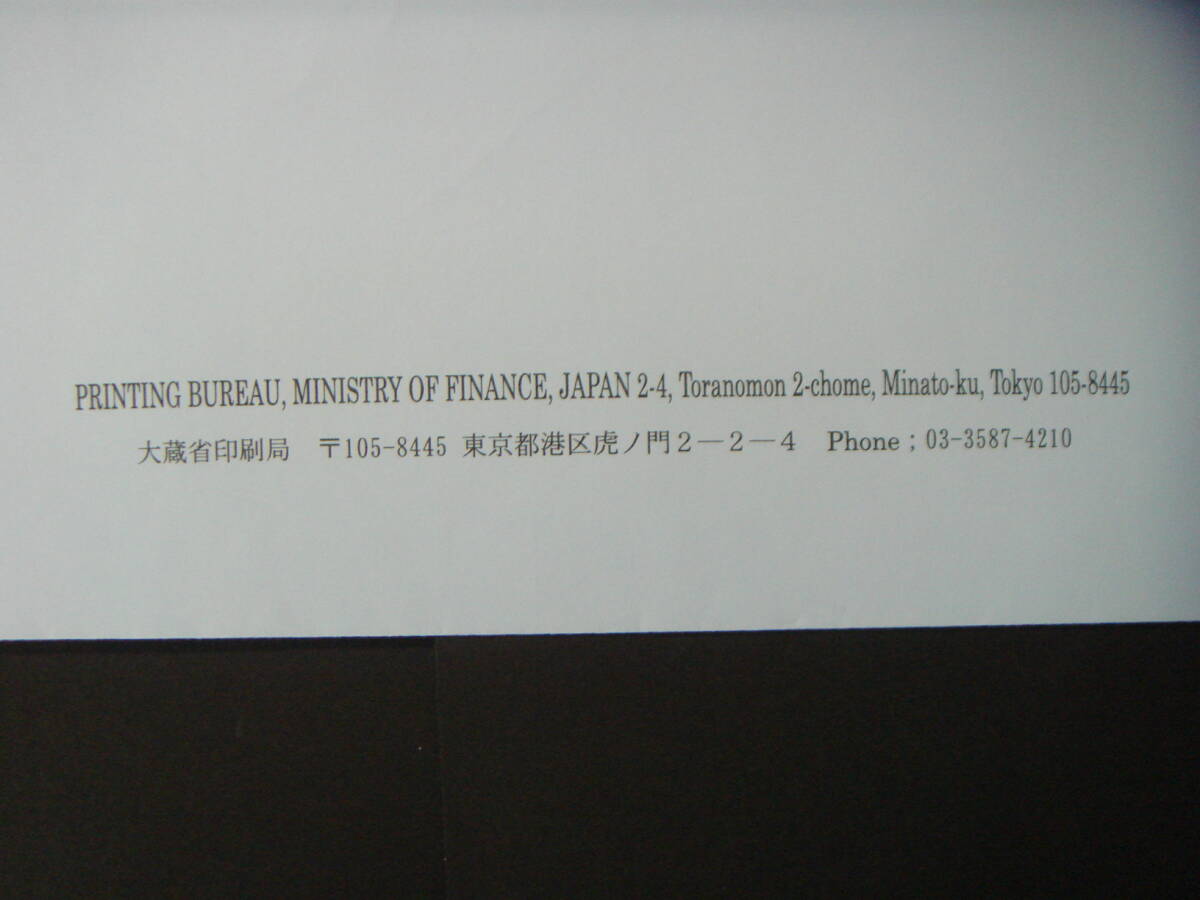 PRINTING BUREAU, MINISTRY OF FINANCE, JAPAN 2-4, Toranomon 2-chome, Minato-ku, Tokyo 105-8445
大蔵省印刷局　〒105-8445 東京都港区虎ノ門２―２―４　Phone ; 03-3587-4210